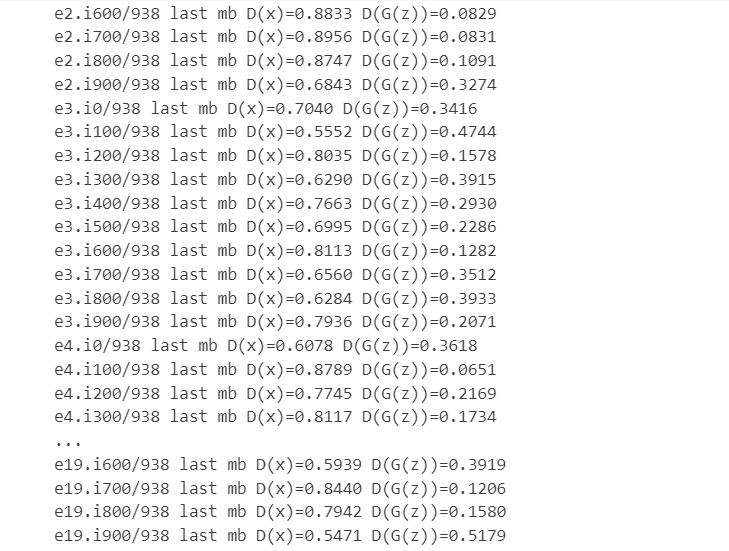 e2.i600/938 last mb D(x)=0.8833 D(G(z))=0.0829
e2.i700/938 last mb D(x)=0.8956 D(G(z))=0.0831
e2.i800/938 last mb D(x)=0.8747 D(G(z))=0.1091
e2.i900/938 last mb D(x)=0.6843 D(G(z))=0.3274
e3.i0/938 last mb D(x)=0.7040 D(G(z))=0.3416
e3.i100/938 last mb D(x)=0.5552 D(G(z))=0.4744
e3.i200/938 last mb D(x)=0.8035 D(G(z))=0.1578
e3.i300/938 last mb D(x)=0.6290 D(G(z))=0.3915
e3.i400/938 last mb D(x)=0.7663 D(G(z))=0.2930
e3.i500/938 last mb D(x)=0.6995 D(G(z))=0.2286
e3.i600/938 last mb D(x)=0.8113 D(G(z))=0.1282
e3.i700/938 last mb D(x)=0.6560 D(G(z))=0.3512
e3.i800/938 last mb D(x)=0.6284 D(G(z))=0.3933
e3.i900/938 last mb D(x)=0.7936 D(G(z))=0.2071
e4.i0/938 last mb D(x)=0.6078 D(G(z))=0.3618
e4.i100/938 last mb D(x)=0.8789 D(G(z))=0.0651
e4.i200/938 last mb D(x)=0.7745 D(G(z))=0.2169
e4.i300/938 last mb D(x)=0.8117 D(G(z))=0.1734
...
e19.i600/938 last mb D(x)=0.5939 D(G(z))=0.3919
e19.i700/938 last mb D(x)=0.8440 D(G(z))=0.1206
e19.i800/938 last mb D(x)=0.7942 D(G(z))=0.1580
e19.i900/938 last mb D(x)=0.5471 D(G(z))=0.5179